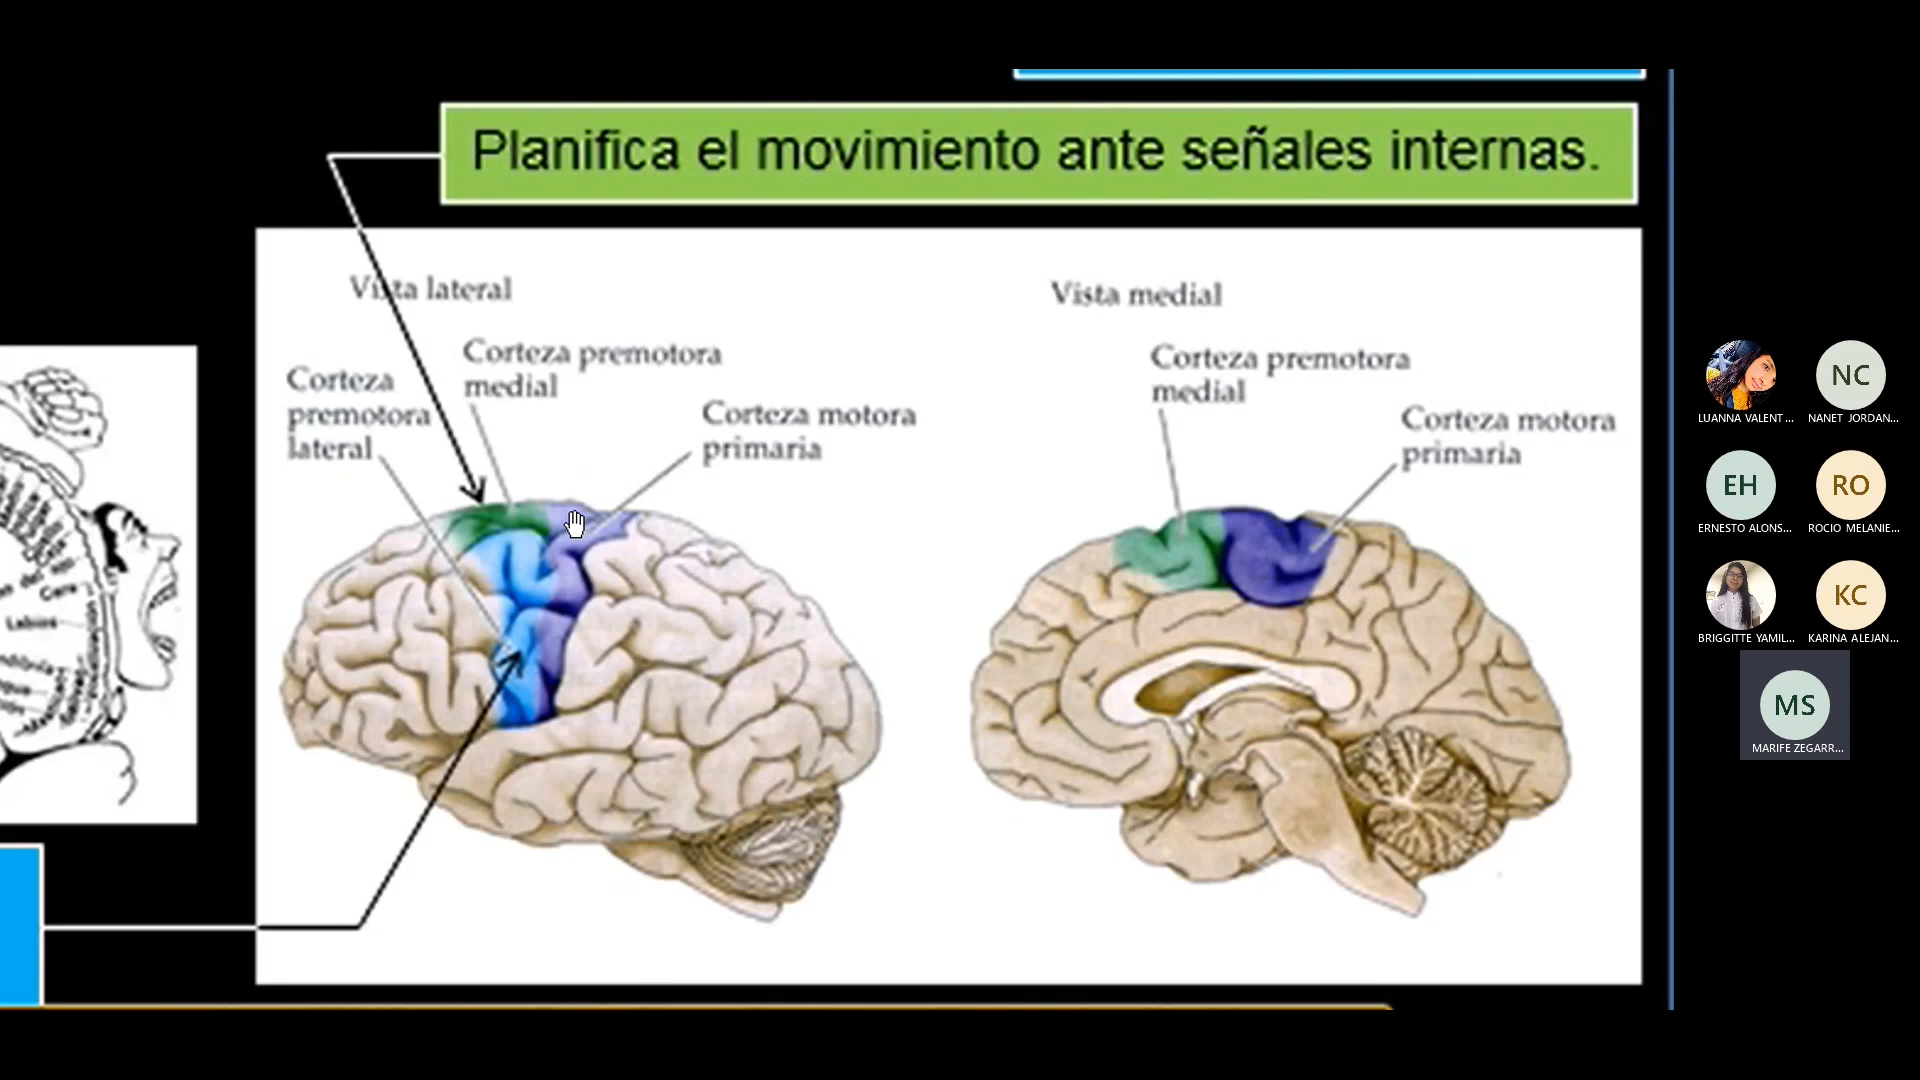 Planifica el movimiento ante señales internas.
Vista lateral
Corteza premotora
medial
Corteza
premotora
lateral
Corteza motora
primaria
Vista medial
Corteza premotora
medial
Corteza motora
primaria
Cara
Labios
LUANNA VALENT...
NC
NANET JORDAN...
EH
ERNESTO ALONS...
RO
ROCIO MELANIE...
BRIGGITTE YAMIL...
KC
KARINA ALEJAN...
MS
MARIFE ZEGARR...